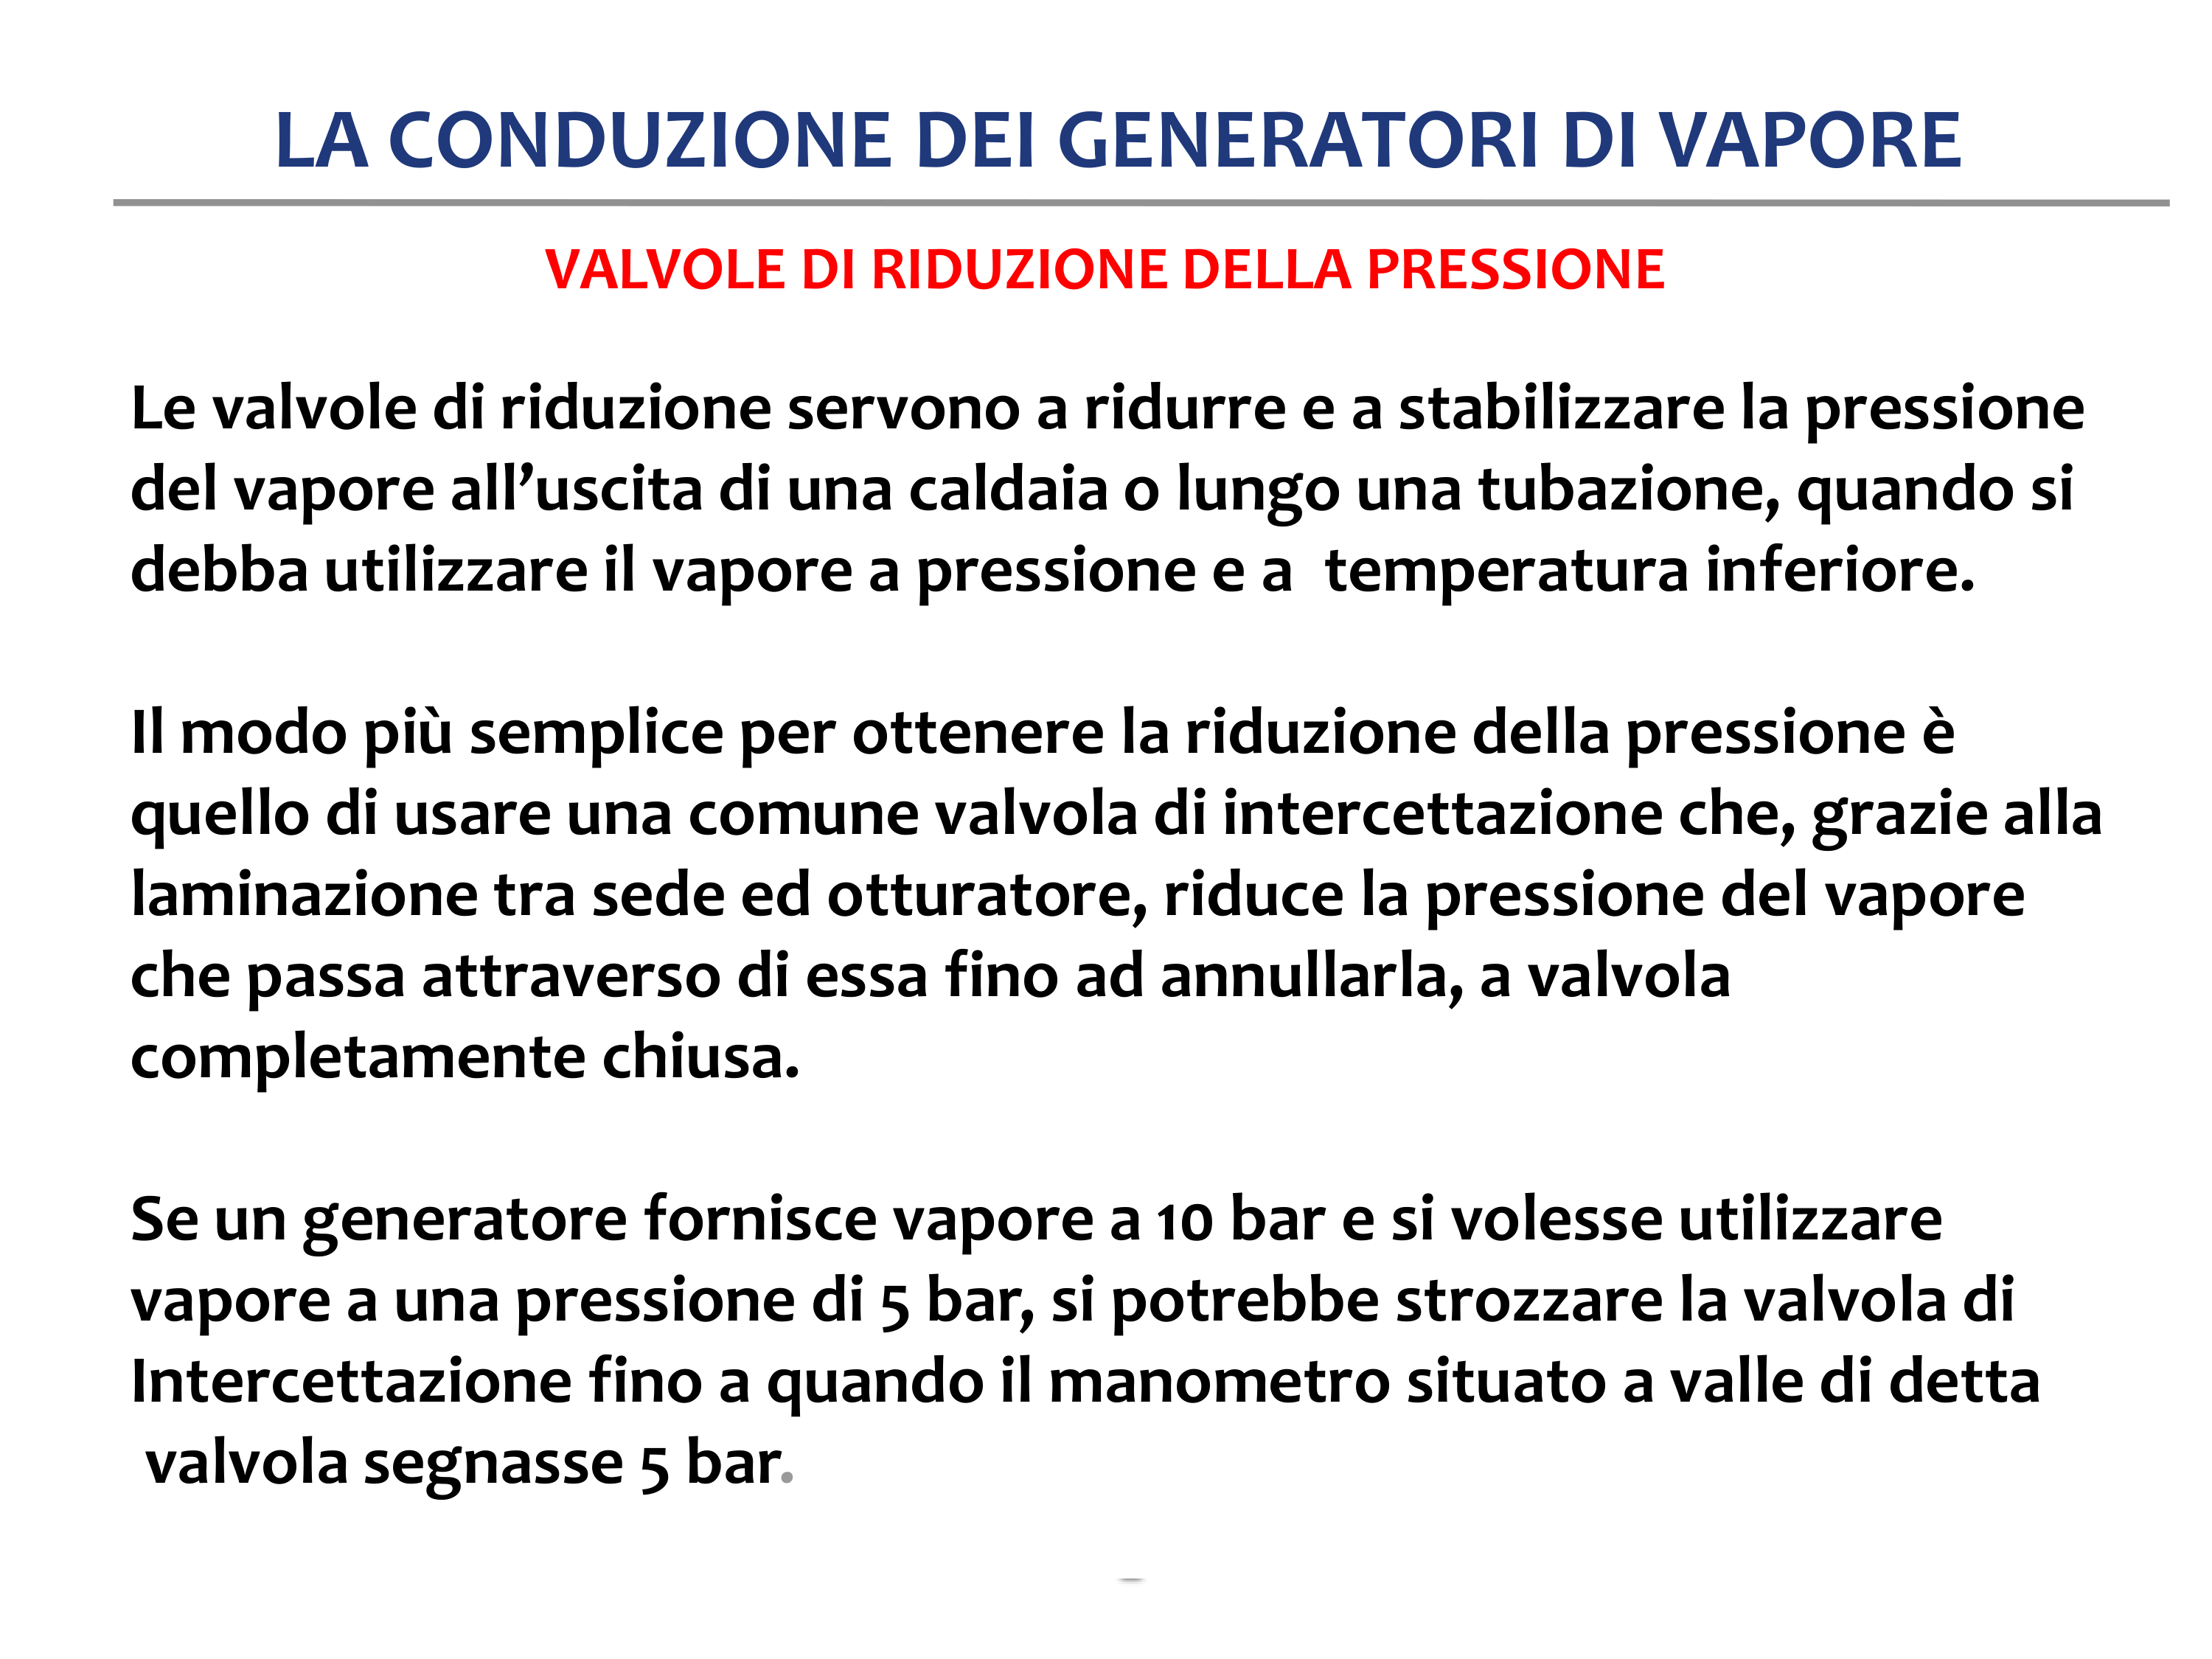 LA CONDUZIONE DEI GENERATORI DI VAPORE
VALVOLE DI RIDUZIONE DELLA PRESSIONE
Le valvole di riduzione servono a ridurre e a stabilizzare la pressione
del vapore all’uscita di una caldaia o lungo una tubazione, quando si
debba utilizzare il vapore a pressione e a  temperatura inferiore.
Il modo più semplice per ottenere la riduzione della pressione è
quello di usare una comune valvola di intercettazione che, grazie alla
laminazione tra sede ed otturatore, riduce la pressione del vapore
che passa attraverso di essa fino ad annullarla, a valvola
completamente chiusa.
Se un generatore fornisce vapore a 10 bar e si volesse utilizzare
vapore a una pressione di 5 bar, si potrebbe strozzare la valvola di
Intercettazione fino a quando il manometro situato a valle di detta
valvola segnasse 5 bar.